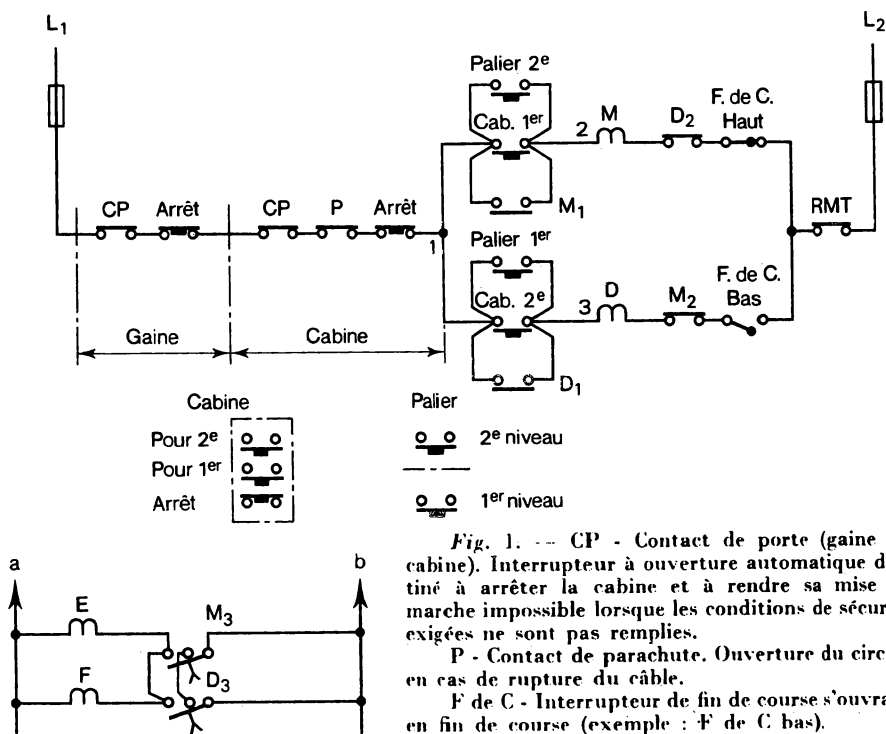 L1
L2
Palier 2e
Cab. 1er
2
M
D2
F. de C.
Haut
CP
Arrêt
CP
P
Arrêt
1
M1
RMT
Palier 1er
Cab. 2e
3
D
M2
F. de C.
Bas
D1
Gaine
Cabine
Cabine
Palier
Pour 2e
Pour 1er
Arrêt
2e niveau
1er niveau
a
b
E
M3
F
D3
Fig. 1. -- CP - Contact de porte (gaine
cabine). Interrupteur à ouverture automatique d
tiné à arrêter la cabine et à rendre sa mise
marche impossible lorsque les conditions de sécur
exigées ne sont pas remplies.
P - Contact de parachute. Ouverture du circ
en cas de rupture du câble.
F de C - Interrupteur de fin de course s'ouvra
en fin de course (exemple : F de C bas).